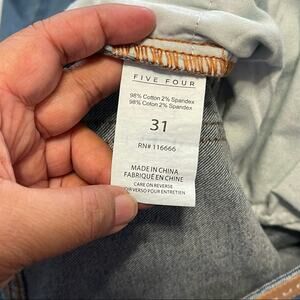 FIVE FOUR
98% Cotton 2% Spandex
98% Coton 2% Spandex
31
RN# 116666
MADE IN CHINA
FABRIQUÉ EN CHINE
CARE ON REVERSE
VOIR VERSO POUR ENTRETIEN